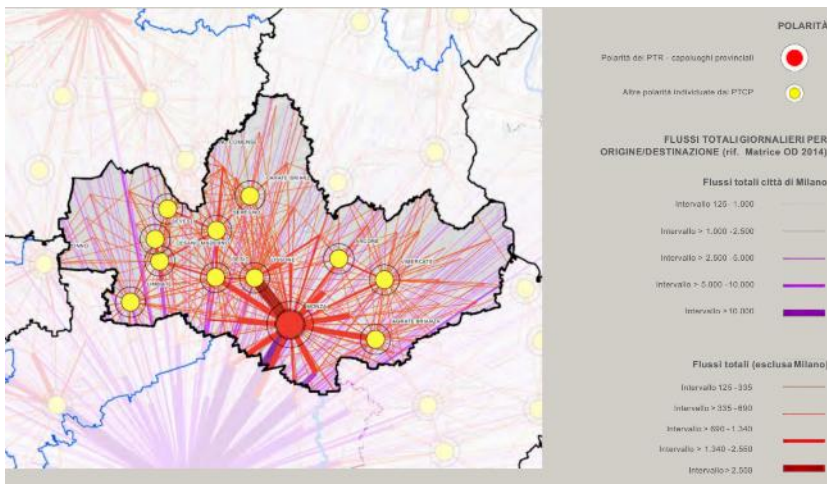 POLARITÀ
Polarità del PTR - capoluoghi provinciali
Altre polarità individuate dal PTCP
FLUSSI TOTALI GIORNALIERI PER
ORIGINE/DESTINAZIONE (rif. Matrice OD 2014)
Flussi totali città di Milano
Intervallo 125 - 1.000
Intervallo > 1.000 - 2.500
Intervallo > 2.500 - 5.000
Intervallo > 5.000 - 10.000
Intervallo > 10.000
Flussi totali (esclusa Milano)
Intervallo 125 - 335
Intervallo > 335 - 690
Intervallo > 690 - 1.340
Intervallo > 1.340 - 2.550
Intervallo > 2.550
SEREGNO
CESANO MADERNO
DESIO
LISSONE
VIMERCATE
LIMBIATE
MONZA
AGRATE BRIANZA